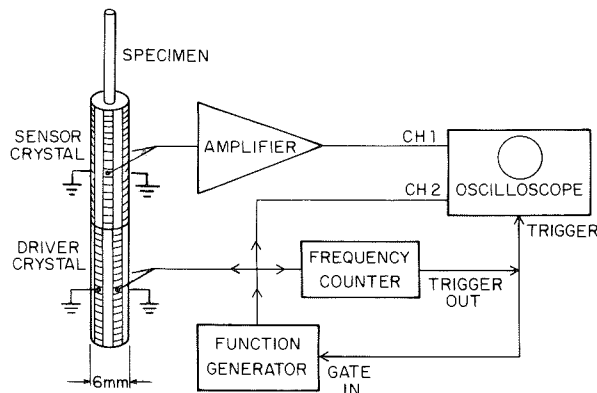 SPECIMEN
SENSOR
CRYSTAL
AMPLIFIER
CH 1
CH 2
OSCILLOSCOPE
TRIGGER
DRIVER
CRYSTAL
FREQUENCY
COUNTER
TRIGGER
OUT
FUNCTION
GENERATOR
GATE
IN
6mm